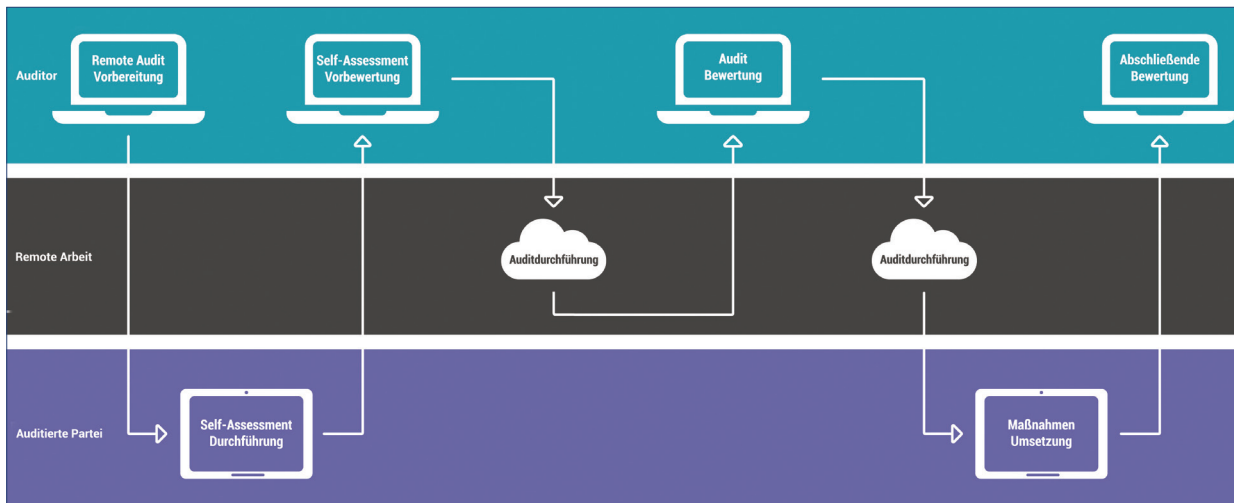 Auditor
Remote Audit
Vorbereitung
Self-Assessment
Vorbewertung
Audit
Bewertung
Abschließende
Bewertung
Remote Arbeit
Auditdurchführung
Auditdurchführung
Auditierte Partei
Self-Assessment
Durchführung
Maßnahmen
Umsetzung